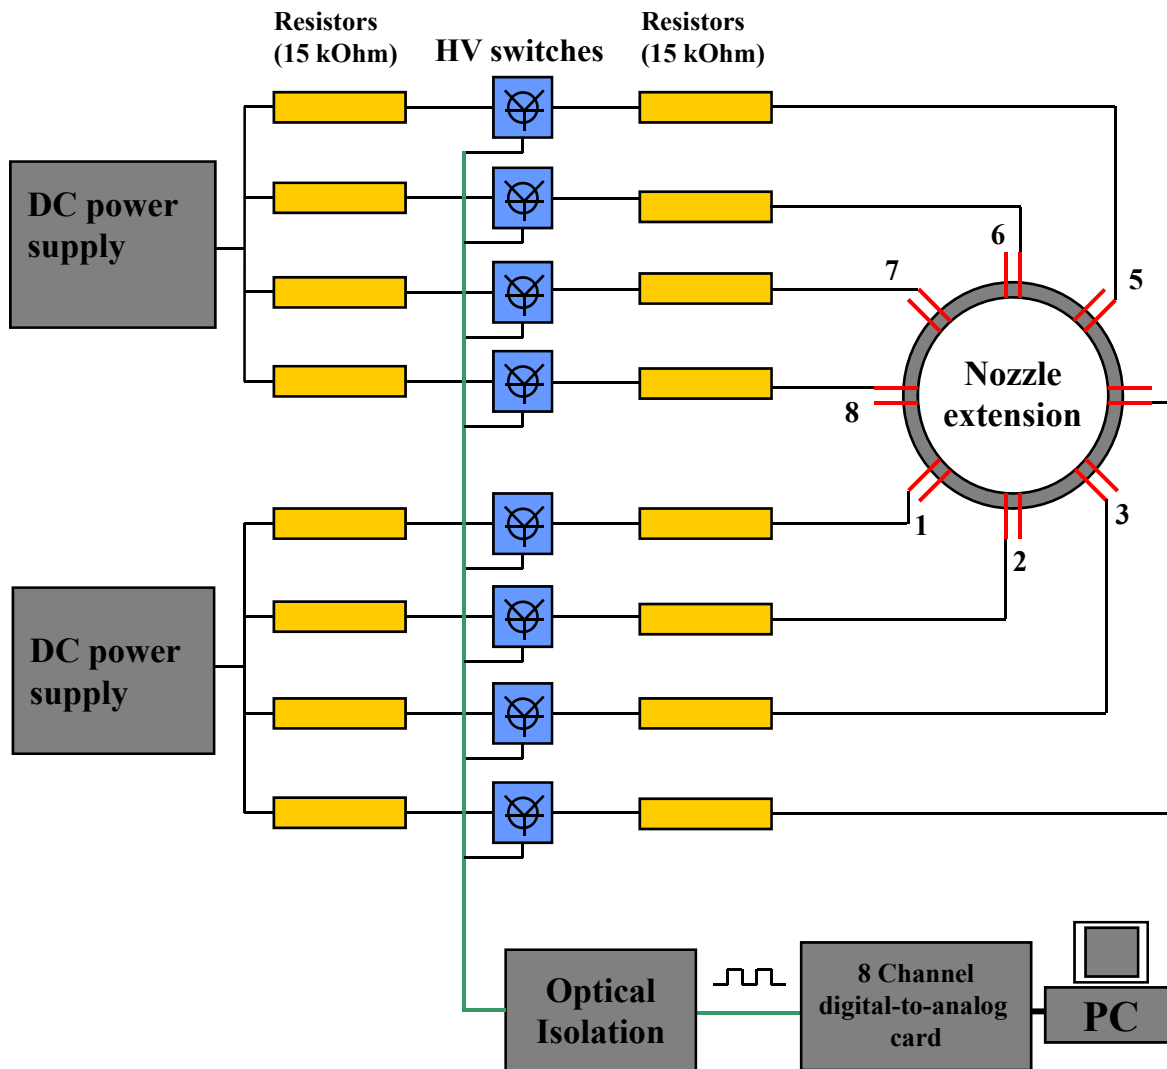 Resistors
(15 kOhm)
HV switches
Resistors
(15 kOhm)
DC power
supply
6
7
5
Nozzle
extension
8
1
3
2
DC power
supply
Optical
Isolation
8 Channel
digital-to-analog
card
PC